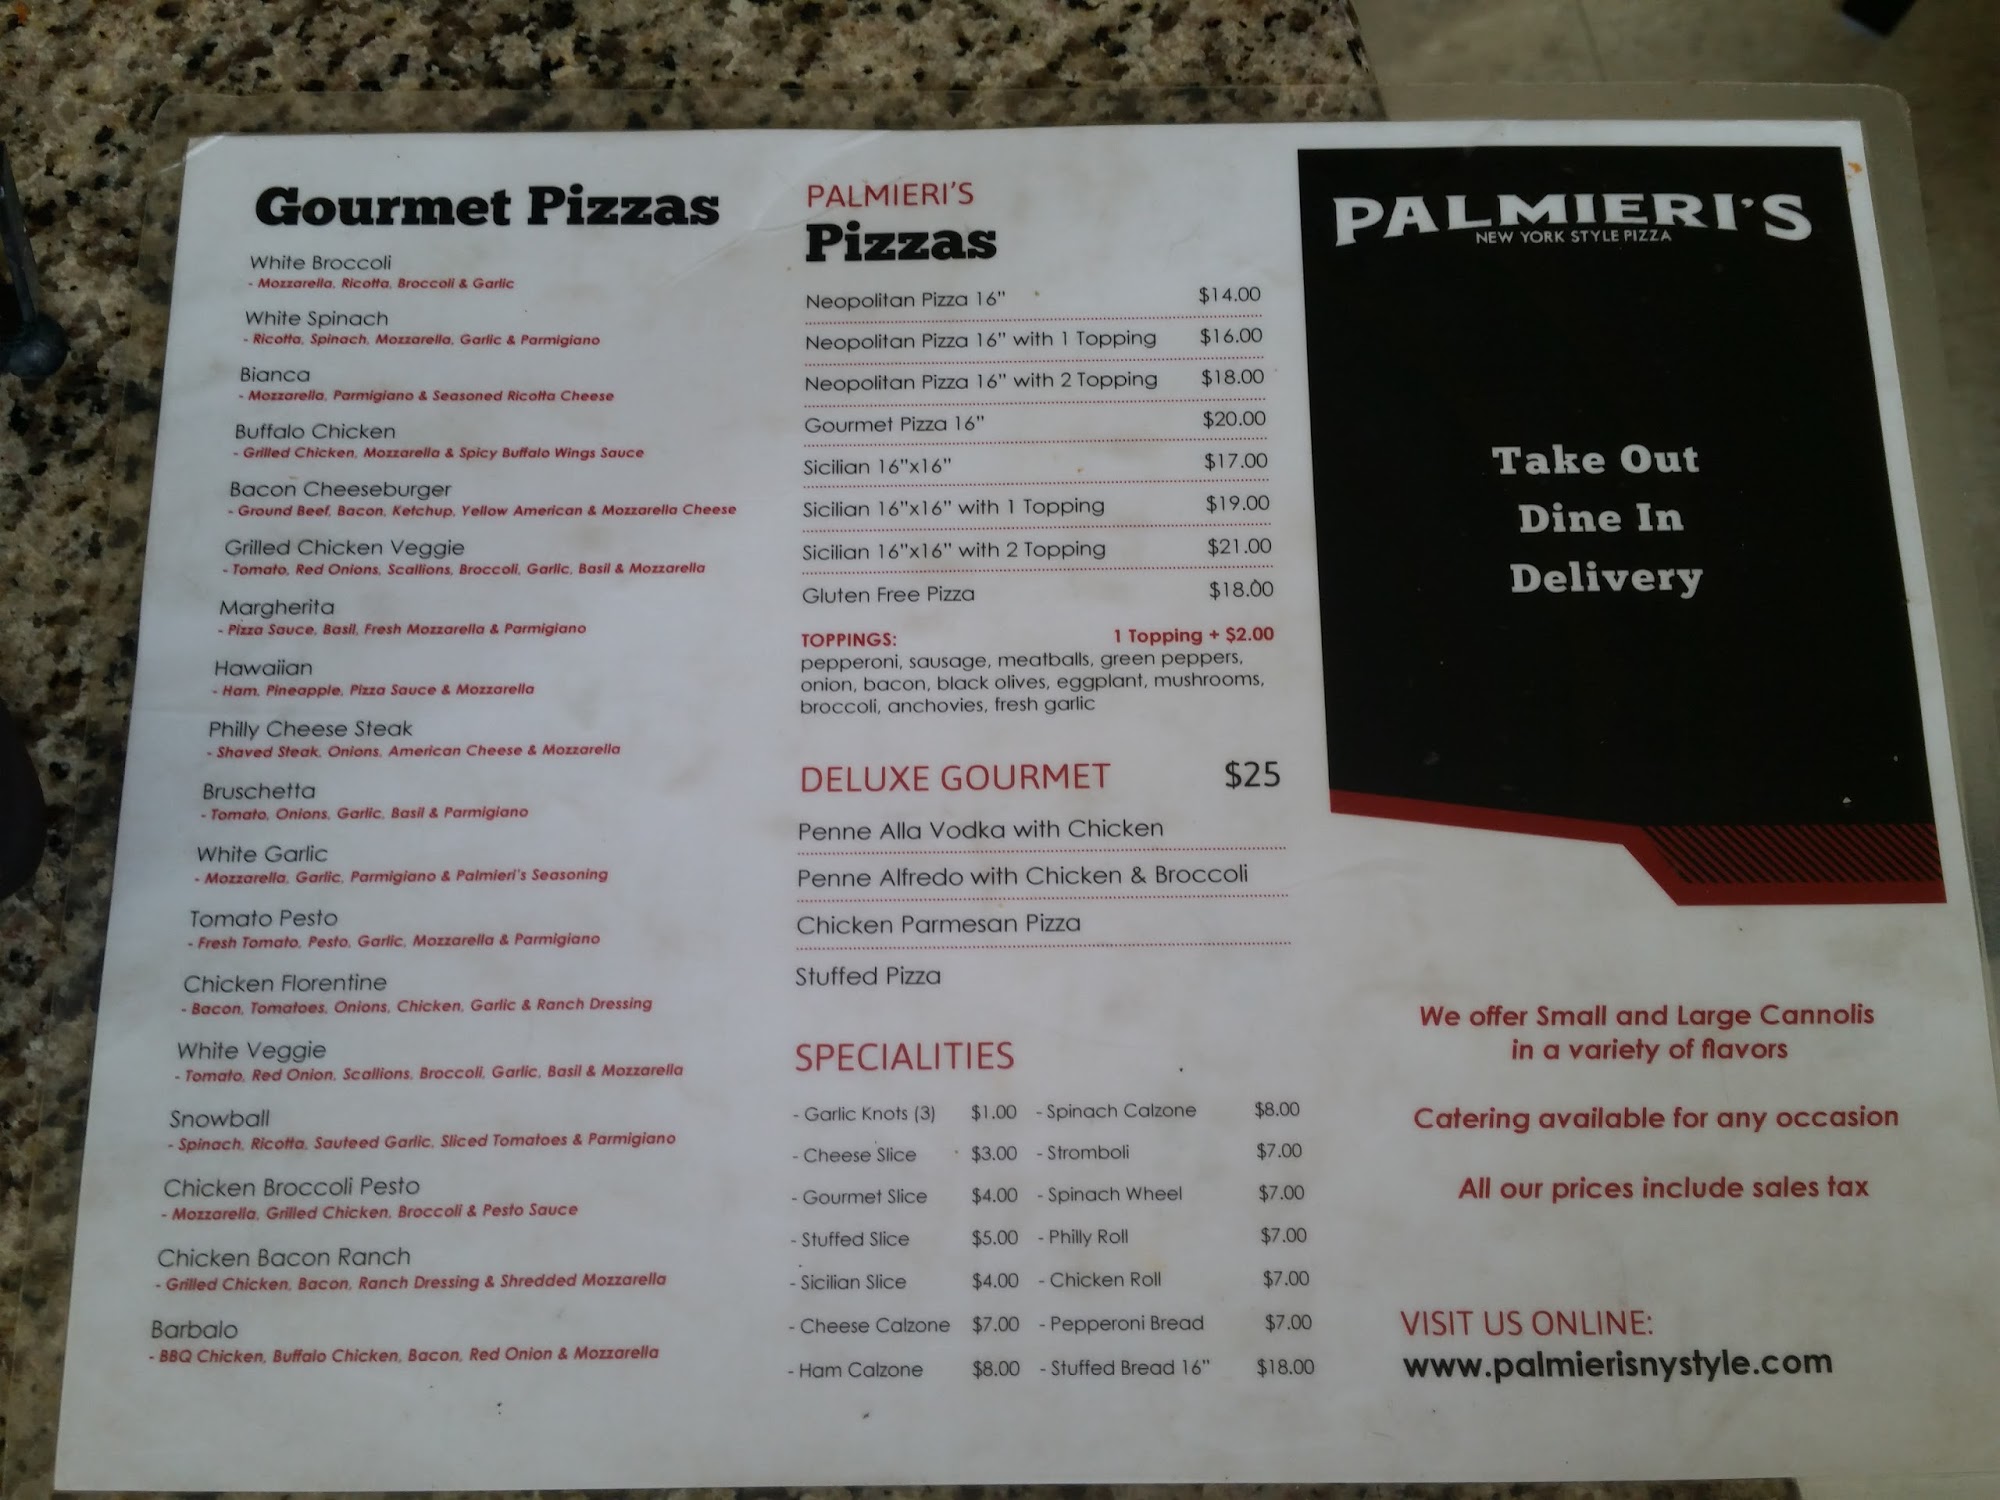 Gourmet Pizzas
White Broccoli
- Mozzarella, Ricotta, Broccoli & Garlic
White Spinach
- Ricotta, Spinach, Mozzarella, Garlic & Parmigiano
Bianca
- Mozzarella, Parmigiano & Seasoned Ricotta Cheese
Buffalo Chicken
- Grilled Chicken, Mozzarella & Spicy Buffalo Wings Sauce
Bacon Cheeseburger
- Ground Beef, Bacon, Ketchup, Yellow American & Mozzarella Cheese
Grilled Chicken Veggie
- Tomato, Red Onions, Scallions, Broccoli, Garlic, Basil & Mozzarella
Margherita
- Pizza Sauce, Basil, Fresh Mozzarella & Parmigiano
Hawaiian
- Ham, Pineapple, Pizza Sauce & Mozzarella
Philly Cheese Steak
- Shaved Steak, Onions, American Cheese & Mozzarella
Bruschetta
- Tomato, Onions, Garlic, Basil & Parmigiano
White Garlic
- Mozzarella, Garlic, Parmigiano & Palmieri's Seasoning
Tomato Pesto
- Fresh Tomato, Pesto, Garlic, Mozzarella & Parmigiano
Chicken Florentine
- Bacon, Tomatoes, Onions, Chicken, Garlic & Ranch Dressing
White Veggie
- Tomato, Red Onion, Scallions, Broccoli, Garlic, Basil & Mozzarella
Snowball
- Spinach, Ricotta, Sauteed Garlic, Sliced Tomatoes & Parmigiano
Chicken Broccoli Pesto
- Mozzarella, Grilled Chicken, Broccoli & Pesto Sauce
Chicken Bacon Ranch
- Grilled Chicken, Bacon, Ranch Dressing & Shredded Mozzarella
Barbalo
- BBQ Chicken, Buffalo Chicken, Bacon, Red Onion & Mozzarella
PALMIERI'S
Pizzas
Neopolitan Pizza 16" $14.00
Neopolitan Pizza 16" with 1 Topping $16.00
Neopolitan Pizza 16" with 2 Topping $18.00
Gourmet Pizza 16" $20.00
Sicilian 16"x16" $17.00
Sicilian 16"x16" with 1 Topping $19.00
Sicilian 16"x16" with 2 Topping $21.00
Gluten Free Pizza $18.00
TOPPINGS: 1 Topping + $2.00
pepperoni, sausage, meatballs, green peppers,
onion, bacon, black olives, eggplant, mushrooms,
broccoli, anchovies, fresh garlic
DELUXE GOURMET $25
Penne Alla Vodka with Chicken
Penne Alfredo with Chicken & Broccoli
Chicken Parmesan Pizza
Stuffed Pizza
SPECIALITIES
- Garlic Knots (3) $1.00 - Spinach Calzone $8.00
- Cheese Slice $3.00 - Stromboli $7.00
- Gourmet Slice $4.00 - Spinach Wheel $7.00
- Stuffed Slice $5.00 - Philly Roll $7.00
- Sicilian Slice $4.00 - Chicken Roll $7.00
- Cheese Calzone $7.00 - Pepperoni Bread $7.00
- Ham Calzone $8.00 - Stuffed Bread 16" $18.00
PALMIERI'S
NEW YORK STYLE PIZZA
Take Out
Dine In
Delivery
We offer Small and Large Cannolis
in a variety of flavors
Catering available for any occasion
All our prices include sales tax
VISIT US ONLINE:
www.palmierisnystyle.com